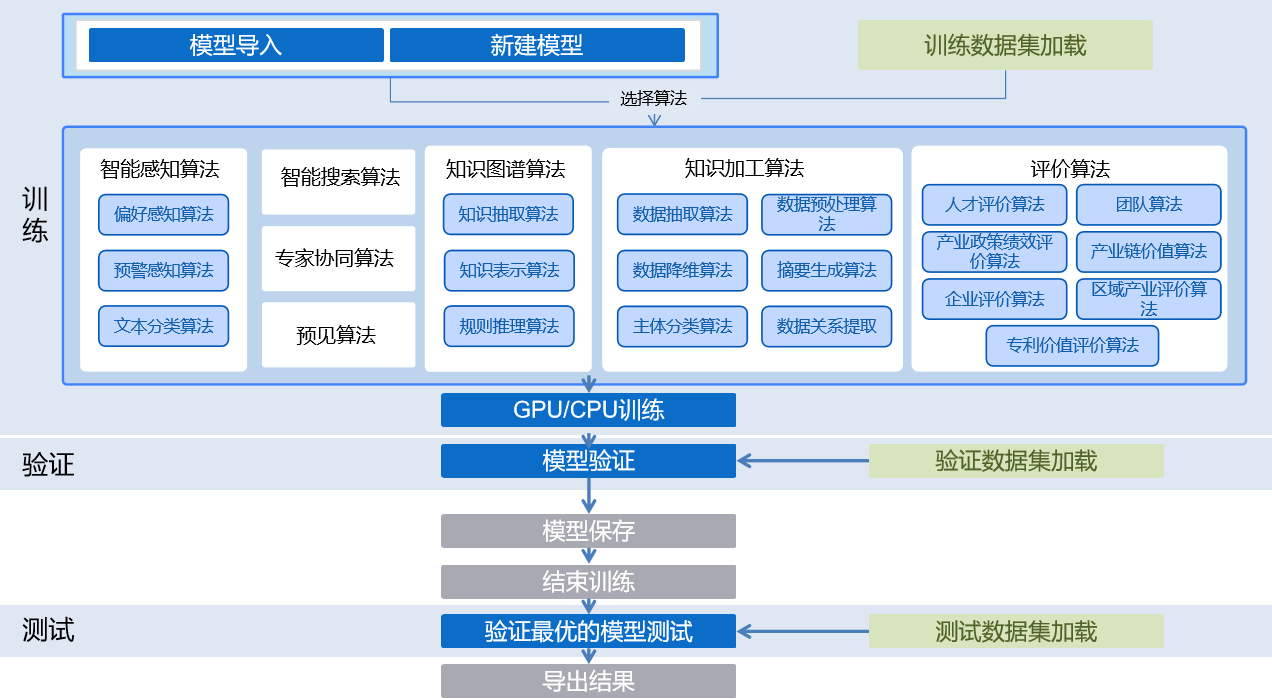 模型导入
新建模型
训练数据集加载
选择算法
训
练
智能感知算法
偏好感知算法
预警感知算法
文本分类算法
智能搜索算法
专家协同算法
预见算法
知识图谱算法
知识抽取算法
知识表示算法
规则推理算法
知识加工算法
数据抽取算法
数据预处理算
法
数据降维算法
摘要生成算法
主体分类算法
数据关系提取
评价算法
人才评价算法
团队算法
产业政策绩效评
价算法
产业链价值算法
企业评价算法
区域产业评价算
法
专利价值评价算法
GPU/CPU训练
验证
模型验证
验证数据集加载
模型保存
结束训练
测试
验证最优的模型测试
测试数据集加载
导出结果